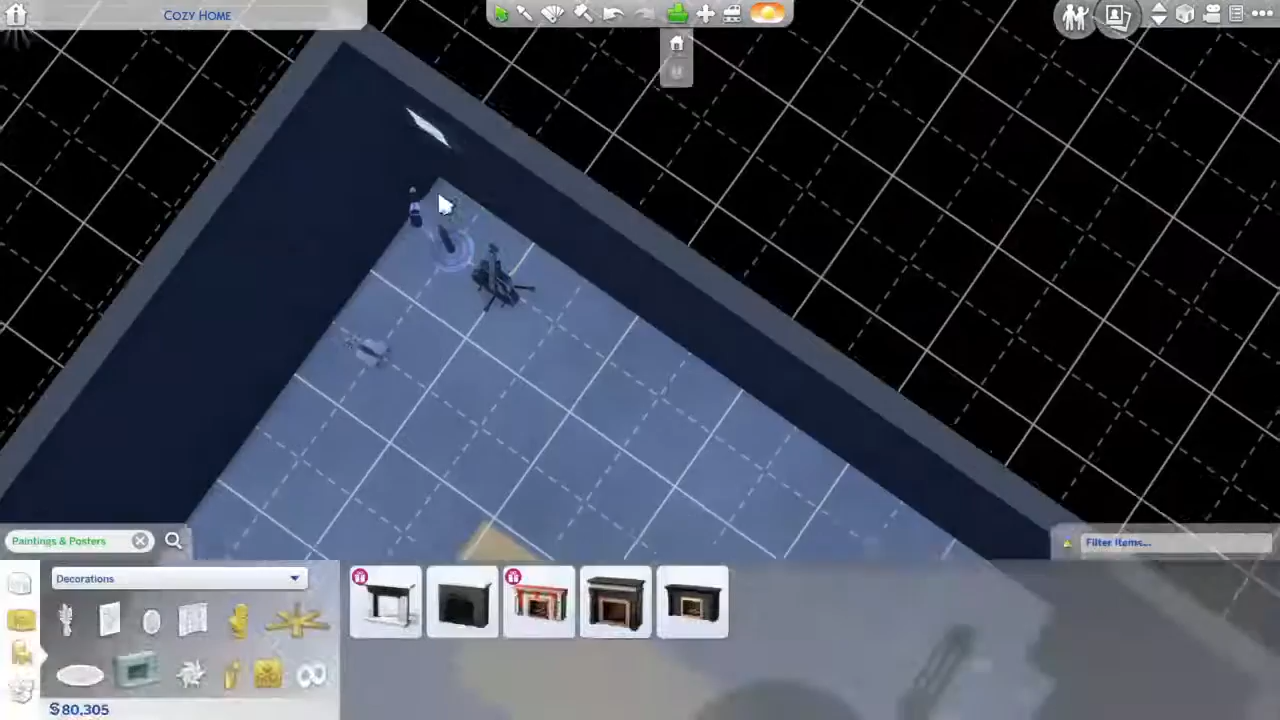 COZY HOME
Paintings & Posters
Filter Items...
Decorations
§80,305